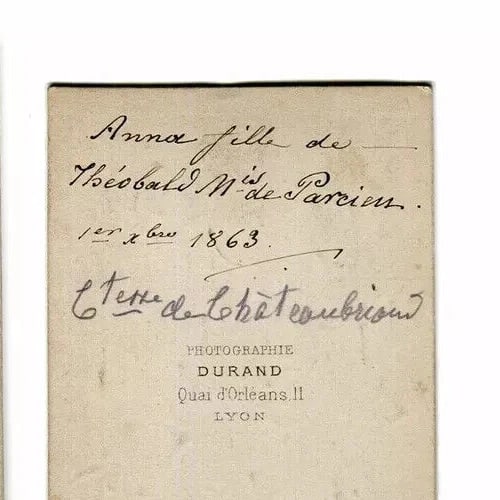 Anna fille de —
Théobald Mis de Parcieu.
1er xbre 1863.
Ctesse de Châteaubriand
PHOTOGRAPHIE
DURAND
Quai d'Orléans, 11
LYON